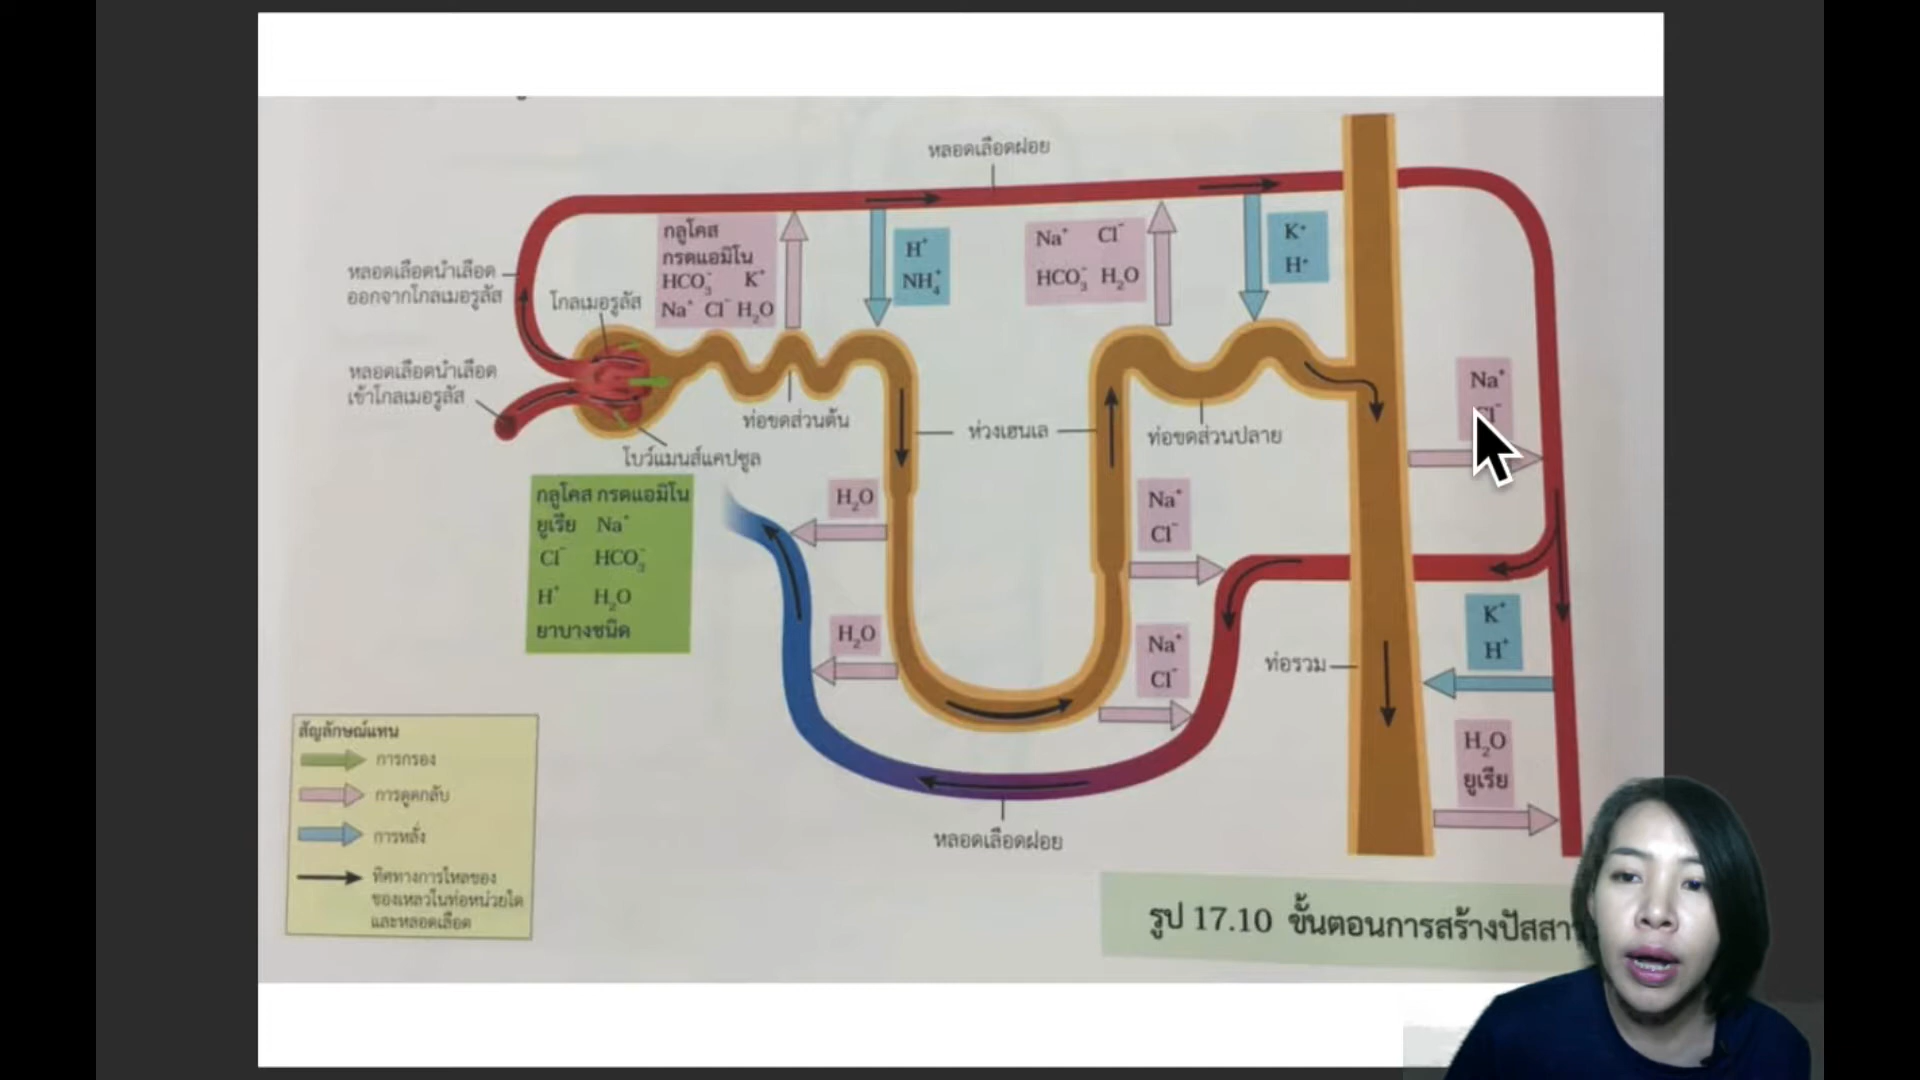 หลอดเลือดฝอย
กลูโคส
กรดแอมิโน
HCO₃⁻ K⁺
Na⁺ Cl⁻ H₂O
H⁺
NH₄⁺
Na⁺ Cl⁻
HCO₃⁻ H₂O
K⁺
H⁺
หลอดเลือดนำเลือด
ออกจากโกลเมอรูลัส
โกลเมอรูลัส
หลอดเลือดนำเลือด
เข้าโกลเมอรูลัส
ท่อขดส่วนต้น
ห่วงเฮนเล
ท่อขดส่วนปลาย
Na⁺
Cl⁻
โบว์แมนส์แคปซูล
กลูโคส กรดแอมิโน
ยูเรีย Na⁺
Cl⁻ HCO₃⁻
H⁺ H₂O
ยาบางชนิด
H₂O
Na⁺
Cl⁻
H₂O
Na⁺
Cl⁻
ท่อรวม
K⁺
H⁺
H₂O
ยูเรีย
หลอดเลือดฝอย
สัญลักษณ์แทน
การกรอง
การดูดกลับ
การหลั่ง
ทิศทางการไหลของ
ของเหลวในท่อหน่วยไต
และหลอดเลือด
รูป 17.10 ขั้นตอนการสร้างปัสสา